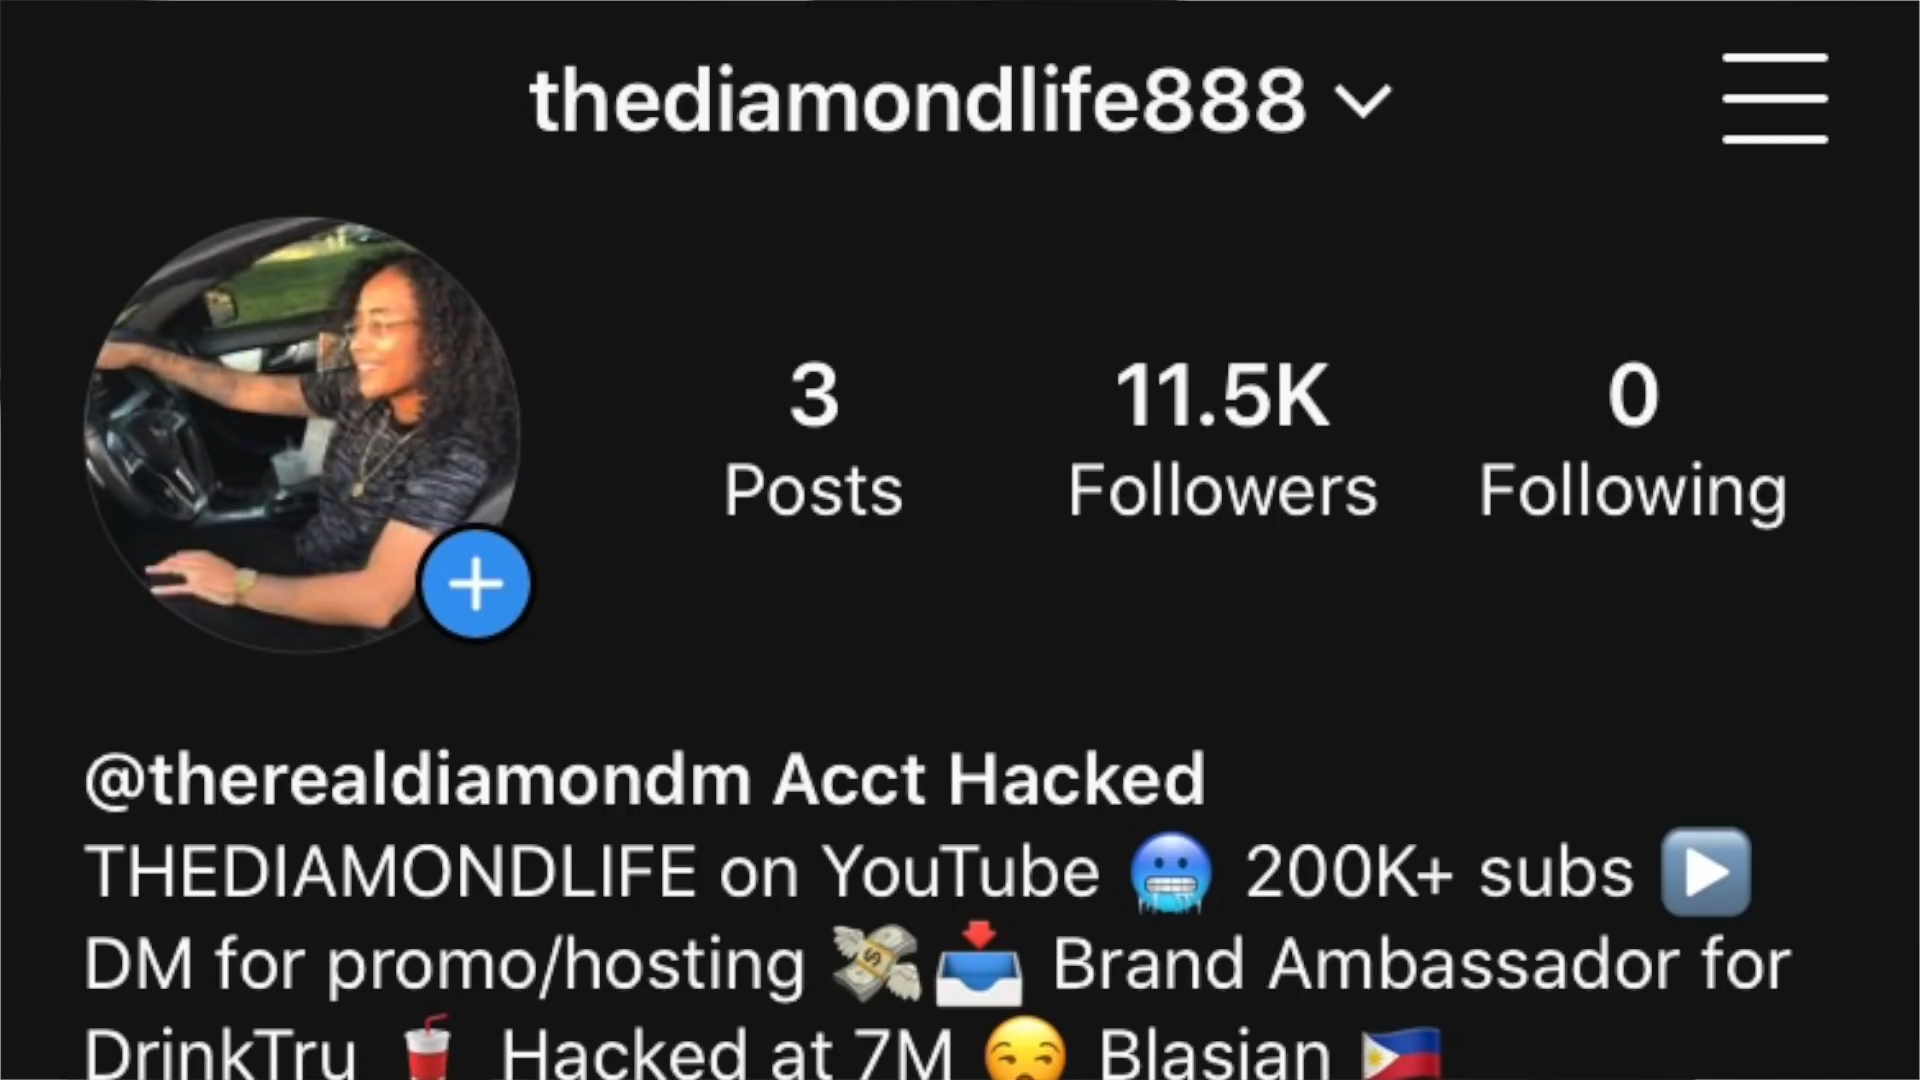 thediamondlife888
3 11.5K 0
Posts Followers Following
@therealdiamondm Acct Hacked
THEDIAMONDLIFE on YouTube 🥶 200K+ subs ▶️
DM for promo/hosting 💸📥 Brand Ambassador for
DrinkTru 🥤 Hacked at 7M 😒 Blasian 🇵🇭